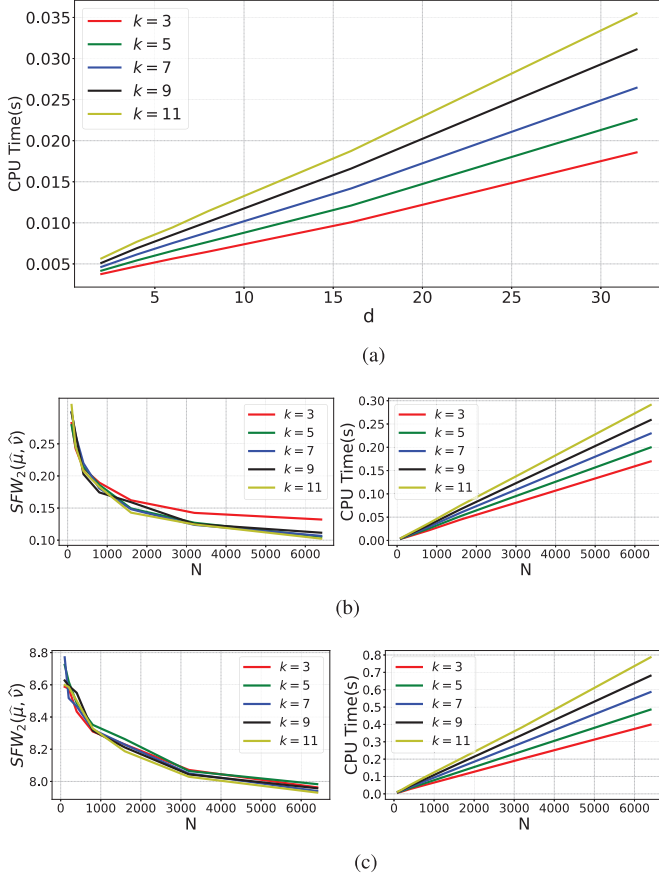 0.035
0.030
0.025
0.020
0.015
0.010
0.005
CPU Time(s)
k = 3
k = 5
k = 7
k = 9
k = 11
5 10 15 20 25 30
d
(a)
0.25
0.20
0.15
0.10
SFW₂(μ̂, ν̂)
k = 3
k = 5
k = 7
k = 9
k = 11
0 1000 2000 3000 4000 5000 6000
N
0.30
0.25
0.20
0.15
0.10
0.05
0.00
CPU Time(s)
k = 3
k = 5
k = 7
k = 9
k = 11
0 1000 2000 3000 4000 5000 6000
N
(b)
8.8
8.6
8.4
8.2
8.0
SFW₂(μ̂, ν̂)
k = 3
k = 5
k = 7
k = 9
k = 11
0 1000 2000 3000 4000 5000 6000
N
0.8
0.7
0.6
0.5
0.4
0.3
0.2
0.1
0.0
CPU Time(s)
k = 3
k = 5
k = 7
k = 9
k = 11
0 1000 2000 3000 4000 5000 6000
N
(c)